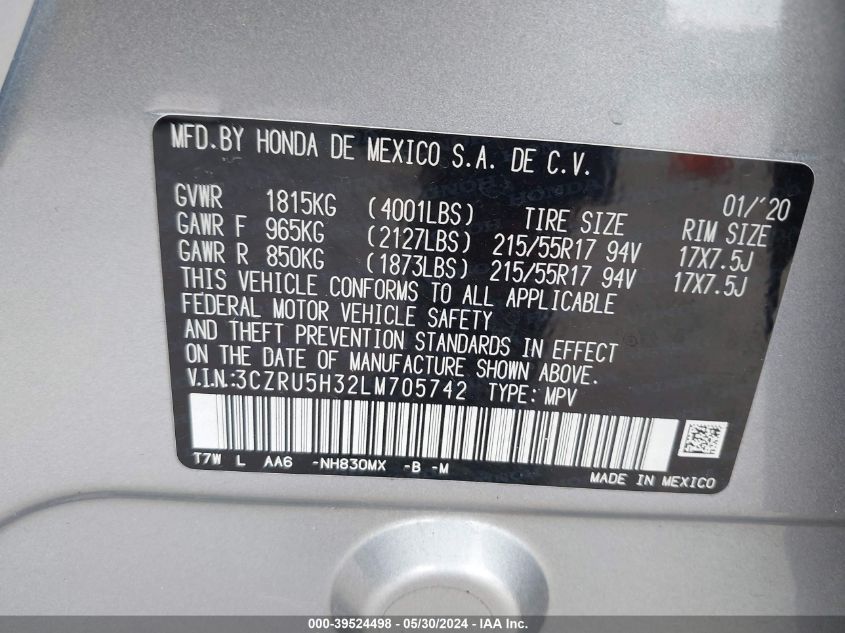 MFD.BY HONDA DE MEXICO S.A. DE C.V.
01/'20
GVWR 1815KG (4001LBS) TIRE SIZE RIM SIZE
GAWR F 965KG (2127LBS) 215/55R17 94V 17X7.5J
GAWR R 850KG (1873LBS) 215/55R17 94V 17X7.5J
THIS VEHICLE CONFORMS TO ALL APPLICABLE
FEDERAL MOTOR VEHICLE SAFETY
AND THEFT PREVENTION STANDARDS IN EFFECT
ON THE DATE OF MANUFACTURE SHOWN ABOVE.
V.I.N.:3CZRU5H32LM705742 TYPE: MPV
T7W L AA6 -NH830MX -B -M
MADE IN MEXICO
000-39524498 - 05/30/2024 - IAA Inc.